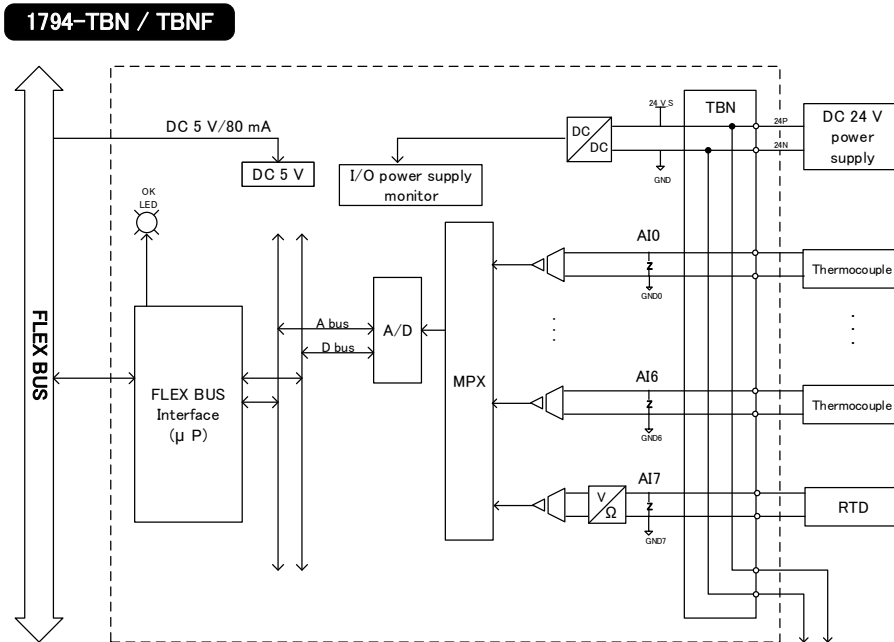 1794-TBN / TBNF
24 V S
TBN
DC 5 V/80 mA
DC
DC
24P
24N
DC 24 V
power
supply
DC 5 V
I/O power supply
monitor
GND
OK
LED
AI0
Z
GND0
Thermocouple
FLEX BUS
A bus
D bus
A/D
MPX
FLEX BUS
Interface
(μ P)
AI6
Z
GND6
Thermocouple
AI7
V
Ω
Z
GND7
RTD